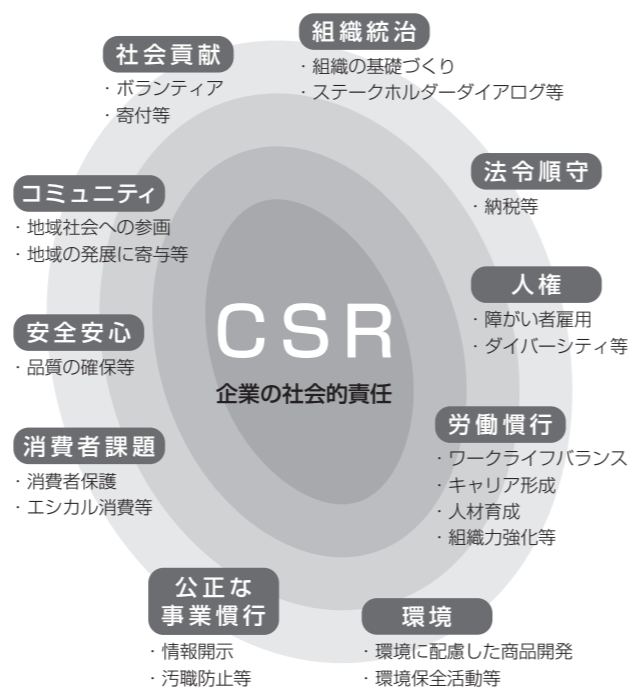 組織統治
・組織の基礎づくり
・ステークホルダーダイアログ等
社会貢献
・ボランティア
・寄付等
法令順守
・納税等
コミュニティ
・地域社会への参画
・地域の発展に寄与等
人権
・障がい者雇用
・ダイバーシティ等
安全安心
・品質の確保等
CSR
企業の社会的責任
労働慣行
・ワークライフバランス
・キャリア形成
・人材育成
・組織力強化等
消費者課題
・消費者保護
・エシカル消費等
公正な
事業慣行
・情報開示
・汚職防止等
環境
・環境に配慮した商品開発
・環境保全活動等